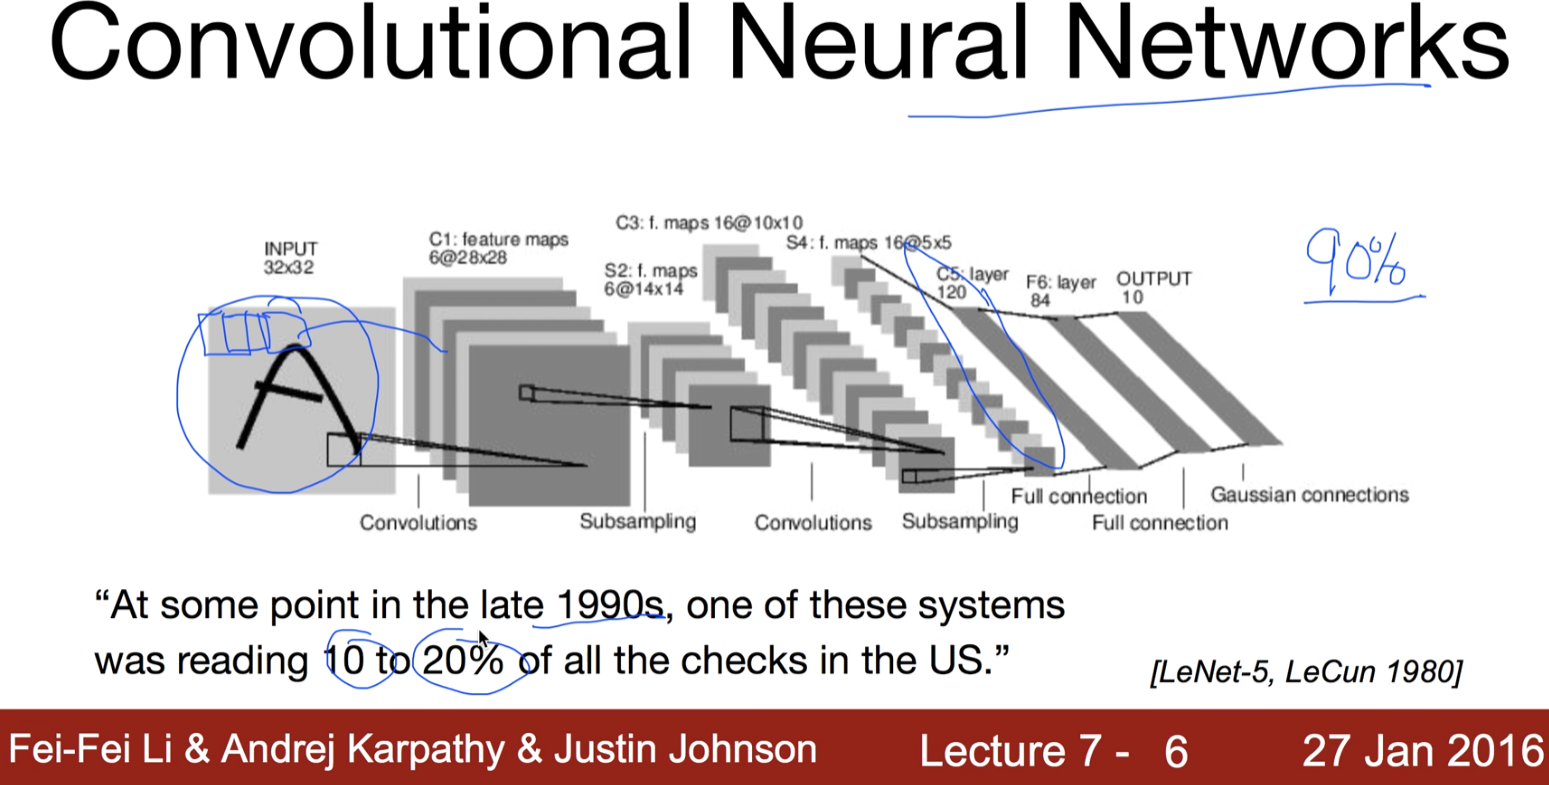 Convolutional Neural Networks
C3: f. maps 16@10x10
S4: f. maps 16@5x5
INPUT
32x32
C1: feature maps
6@28x28
S2: f. maps
6@14x14
C5: layer
120
F6: layer
84
OUTPUT
10
90%
A
Convolutions
Subsampling
Convolutions
Subsampling
Full connection
Full connection
Gaussian connections
“At some point in the late 1990s, one of these systems
was reading 10 to 20% of all the checks in the US.”
[LeNet-5, LeCun 1980]
Fei-Fei Li & Andrej Karpathy & Justin Johnson
Lecture 7 - 6
27 Jan 2016